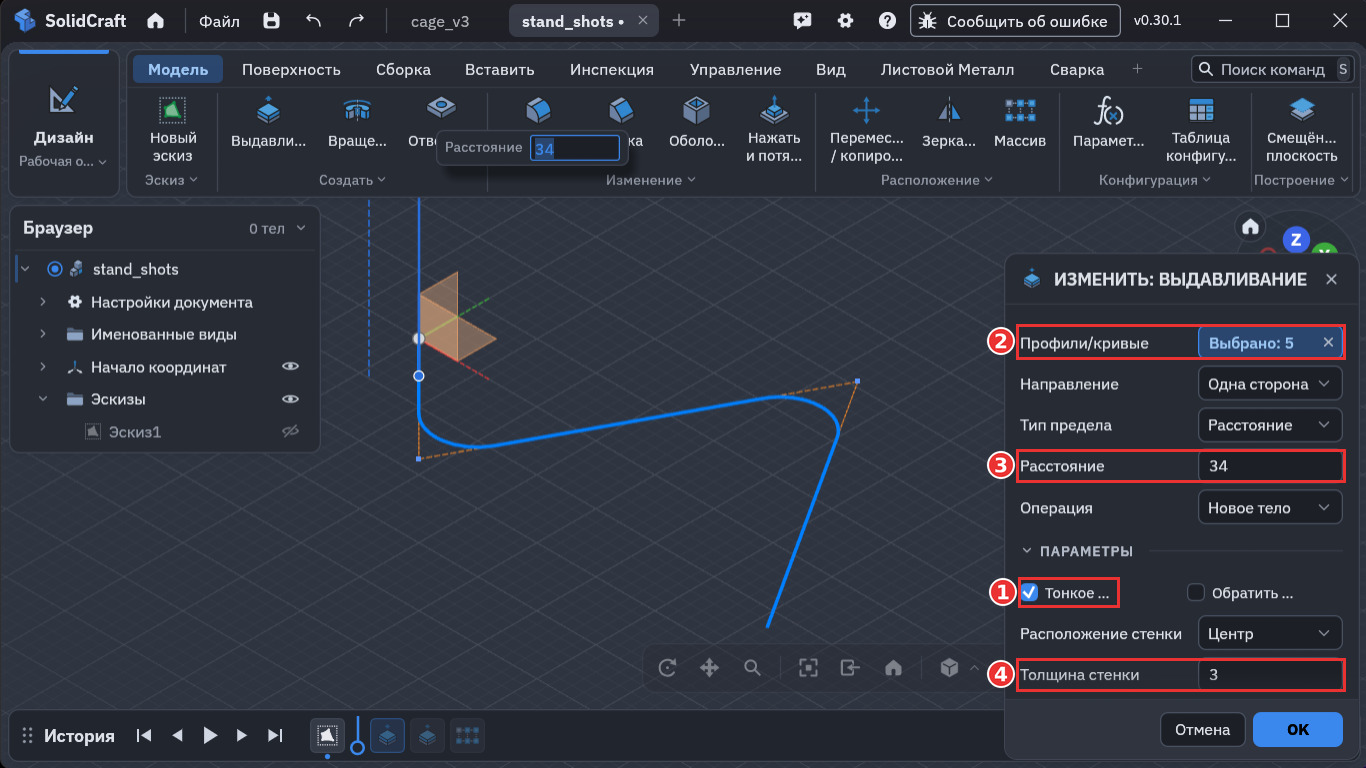 SolidCraft
Файл
cage_v3
stand_shots •
Сообщить об ошибке
v0.30.1
Дизайн
Рабочая о...
Модель
Поверхность
Сборка
Вставить
Инспекция
Управление
Вид
Листовой Металл
Сварка
Поиск команд
S
Новый
эскиз
Эскиз
Выдавли...
Враще...
Отве
Создать
Расстояние
34
ка
Оболо...
Нажать
и потя...
Изменение
Перемес...
/ копиро...
Зерка...
Массив
Расположение
Парамет...
Таблица
конфигу...
Конфигурация
Смещён...
плоскость
Построение
Браузер
0 тел
stand_shots
Настройки документа
Именованные виды
Начало координат
Эскизы
Эскиз1
Z
Y
ИЗМЕНИТЬ: ВЫДАВЛИВАНИЕ
2
Профили/кривые
Выбрано: 5
Направление
Одна сторона
Тип предела
Расстояние
3
Расстояние
34
Операция
Новое тело
ПАРАМЕТРЫ
1
Тонкое ...
Обратить ...
Расположение стенки
Центр
4
Толщина стенки
3
Отмена
OK
История